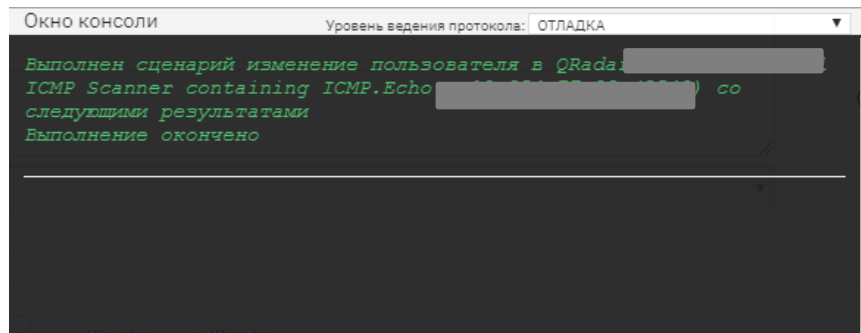 Окно консоли
Уровень ведения протокола: ОТЛАДКА
Выполнен сценарий изменение пользователя в QRadar
ICMP Scanner containing ICMP.Echo ) со
следующими результатами
Выполнение окончено